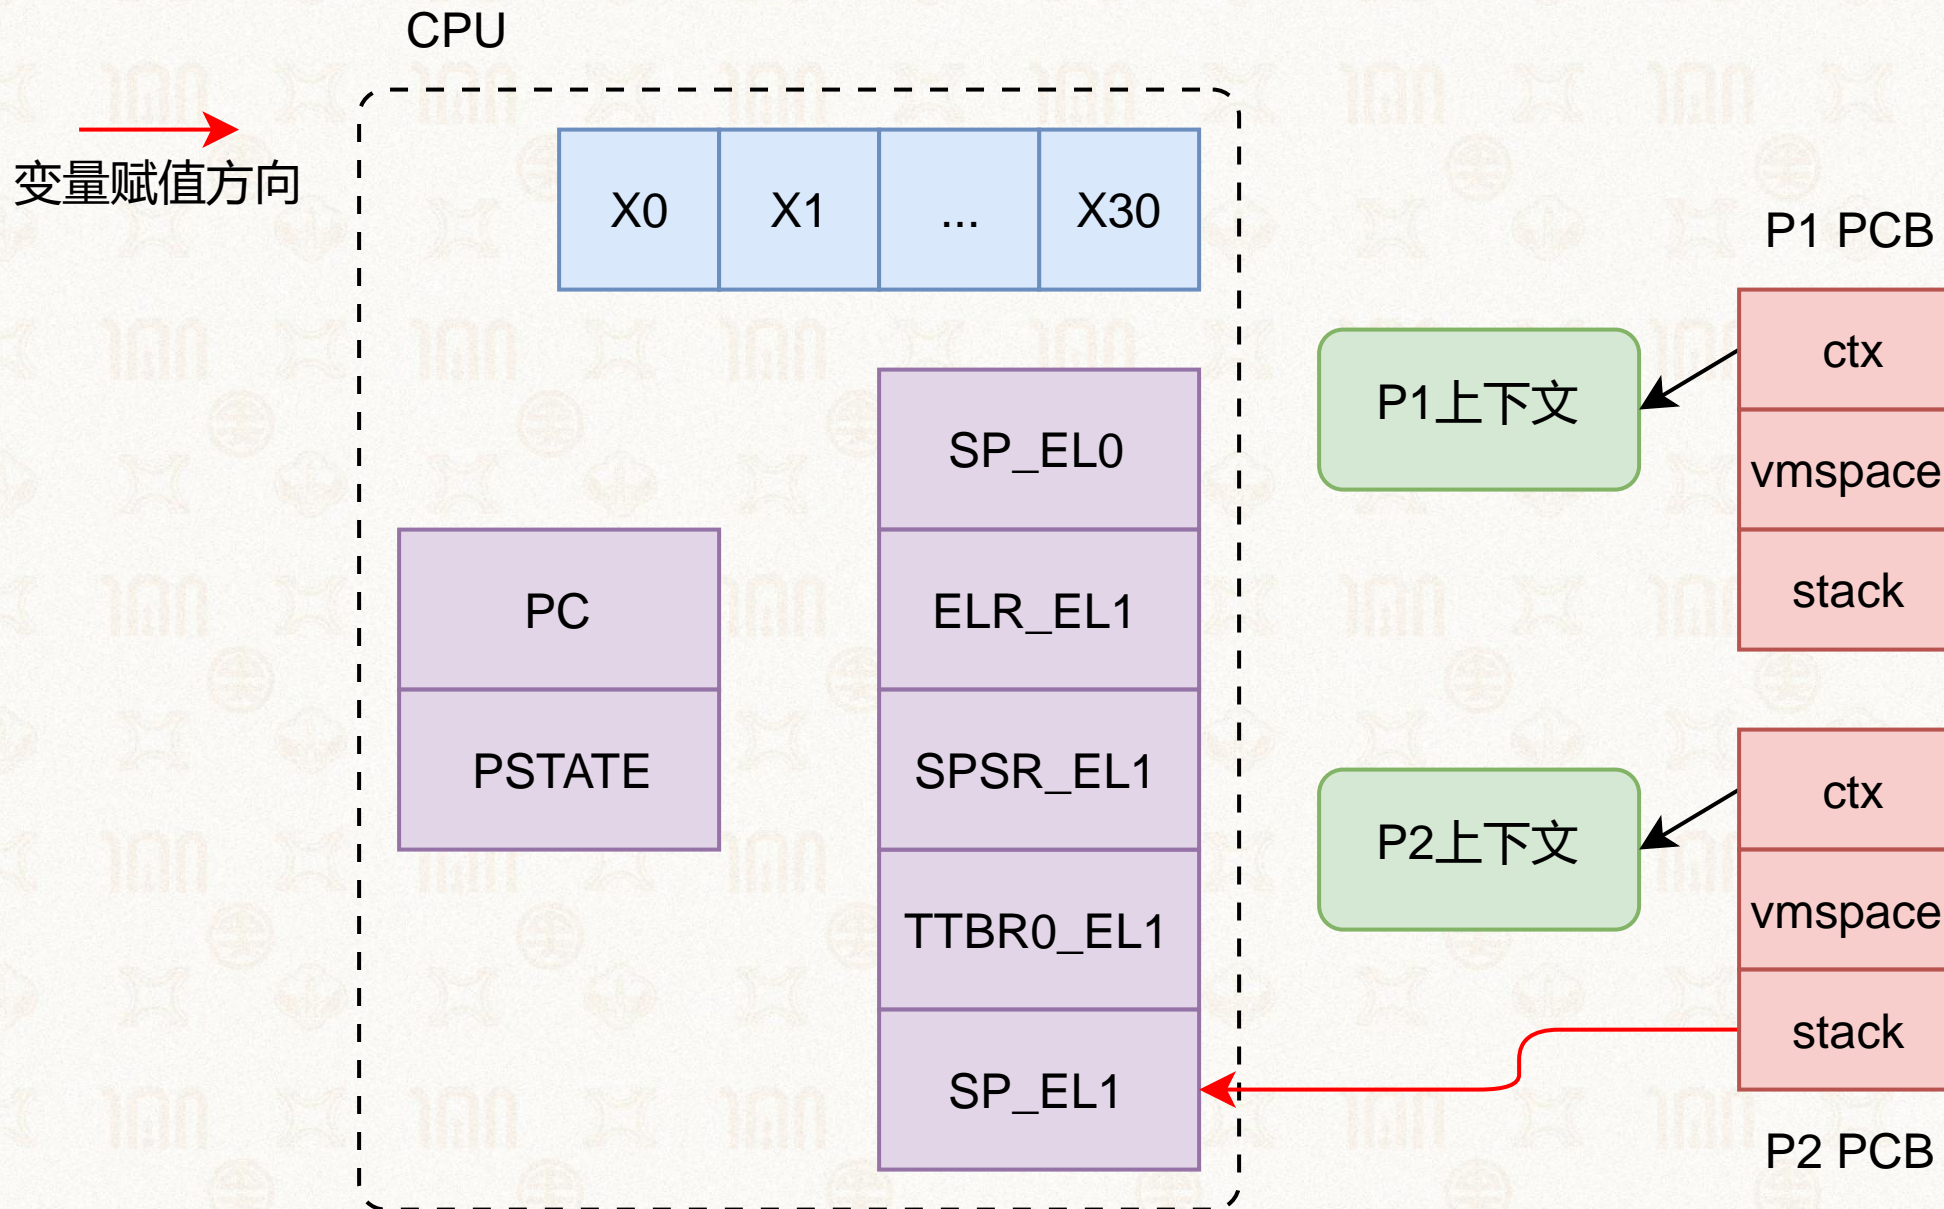 CPU
变量赋值方向
X0
X1
...
X30
SP_EL0
ELR_EL1
SPSR_EL1
TTBR0_EL1
SP_EL1
PC
PSTATE
P1 PCB
ctx
vmspace
stack
P1上下文
ctx
vmspace
stack
P2上下文
P2 PCB